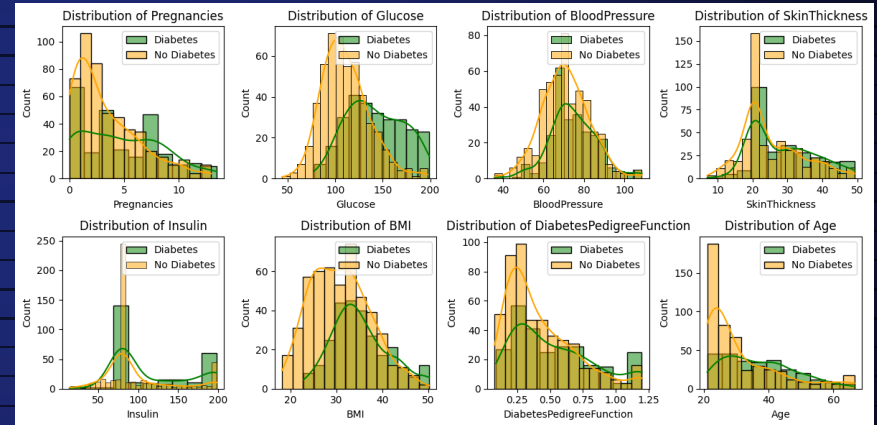 Distribution of Pregnancies
Diabetes
No Diabetes
Count
100
80
60
40
20
0
0
5
10
Pregnancies
Distribution of Glucose
Diabetes
No Diabetes
Count
60
40
20
0
50
100
150
200
Glucose
Distribution of BloodPressure
Diabetes
No Diabetes
Count
80
60
40
20
0
40
60
80
100
BloodPressure
Distribution of SkinThickness
Diabetes
No Diabetes
Count
150
125
100
75
50
25
0
10
20
30
40
50
SkinThickness
Distribution of Insulin
Diabetes
No Diabetes
Count
250
200
150
100
50
0
50
100
150
200
Insulin
Distribution of BMI
Diabetes
No Diabetes
Count
60
40
20
0
20
30
40
50
BMI
Distribution of DiabetesPedigreeFunction
Diabetes
No Diabetes
Count
100
80
60
40
20
0
0.25
0.50
0.75
1.00
1.25
DiabetesPedigreeFunction
Distribution of Age
Diabetes
No Diabetes
Count
150
100
50
0
20
40
60
Age